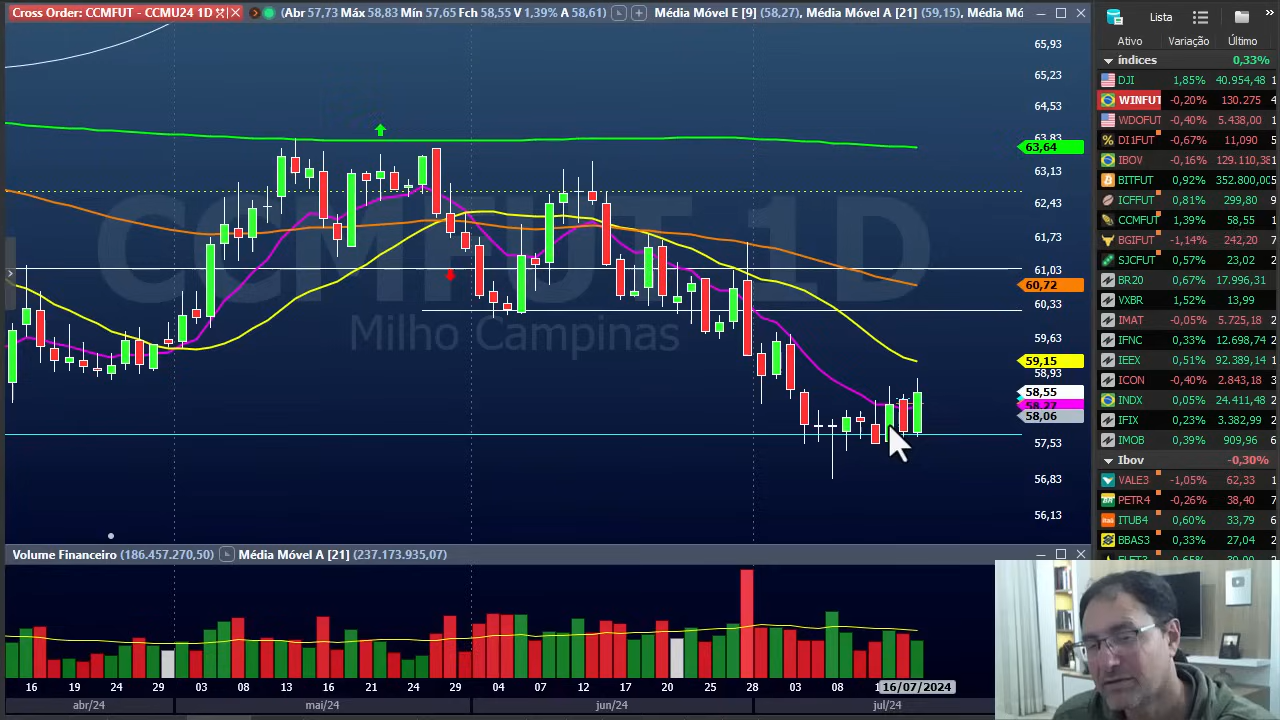 Cross Order: CCMFUT - CCMU24 1D
(Abr 57,73 Máx 58,83 Mín 57,65 Fch 58,55 V 1,39% A 58,61)
Média Móvel E [9] (58,27), Média Móvel A [21] (59,15), Média Mó
CCMFUT 1D
Milho Campinas
65,93
65,23
64,53
63,83
63,64
63,13
62,43
61,73
61,03
60,72
60,33
59,63
59,15
58,93
58,55
58,27
58,06
57,53
56,83
56,13
Volume Financeiro (186.457.270,50) Média Móvel A [21] (237.173.935,07)
16 19 24 29 03 08 13 16 21 24 29 03 07 12 17 20 25 28 03 08 16/07/2024
abr/24 mai/24 jun/24 jul/24
Lista
Ativo Variação Último
índices 0,33%
DJI 1,85% 40.954,48
WINFUT -0,20% 130.275
WDOFUT -0,40% 5.438,00
DI1FUT -0,67% 11,090
IBOV -0,16% 129.110,38
BITFUT 0,92% 352.800,00
ICFFUT 0,81% 299,80
CCMFUT 1,39% 58,55
BGIFUT -1,14% 242,20
SJCFUT 0,57% 23,02
BR20 0,67% 17.996,31
VXBR 1,52% 13,99
IMAT -0,05% 5.725,18
IFNC 0,33% 12.698,74
IEEX 0,51% 92.389,14
ICON -0,40% 2.843,18
INDX 0,05% 24.411,48
IFIX 0,23% 3.382,99
IMOB 0,39% 909,96
Ibov -0,30%
VALE3 -1,05% 62,33
PETR4 -0,26% 38,40
ITUB4 0,60% 33,79
BBAS3 0,33% 27,04